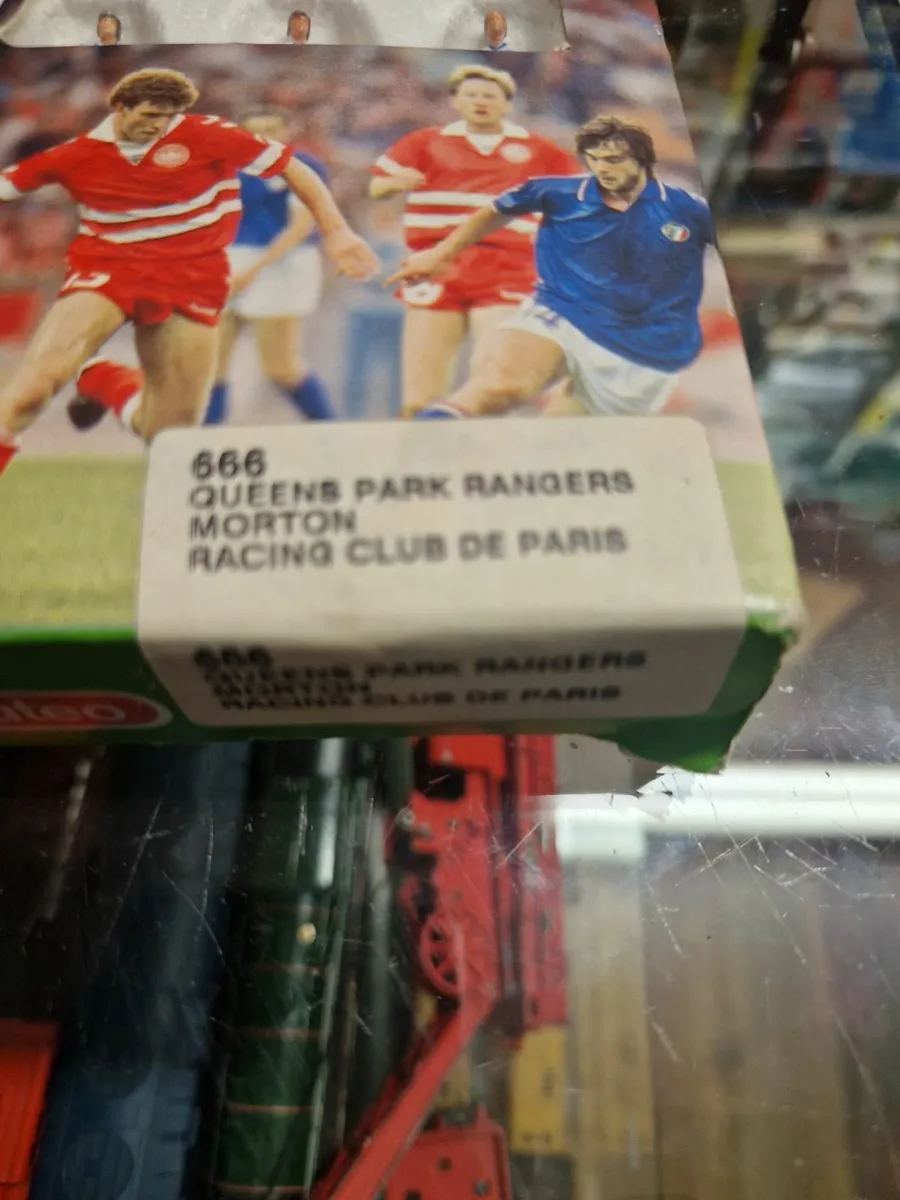 666
QUEENS PARK RANGERS
MORTON
RACING CLUB DE PARIS
666
QUEENS PARK RANGERS
MORTON
RACING CLUB DE PARIS